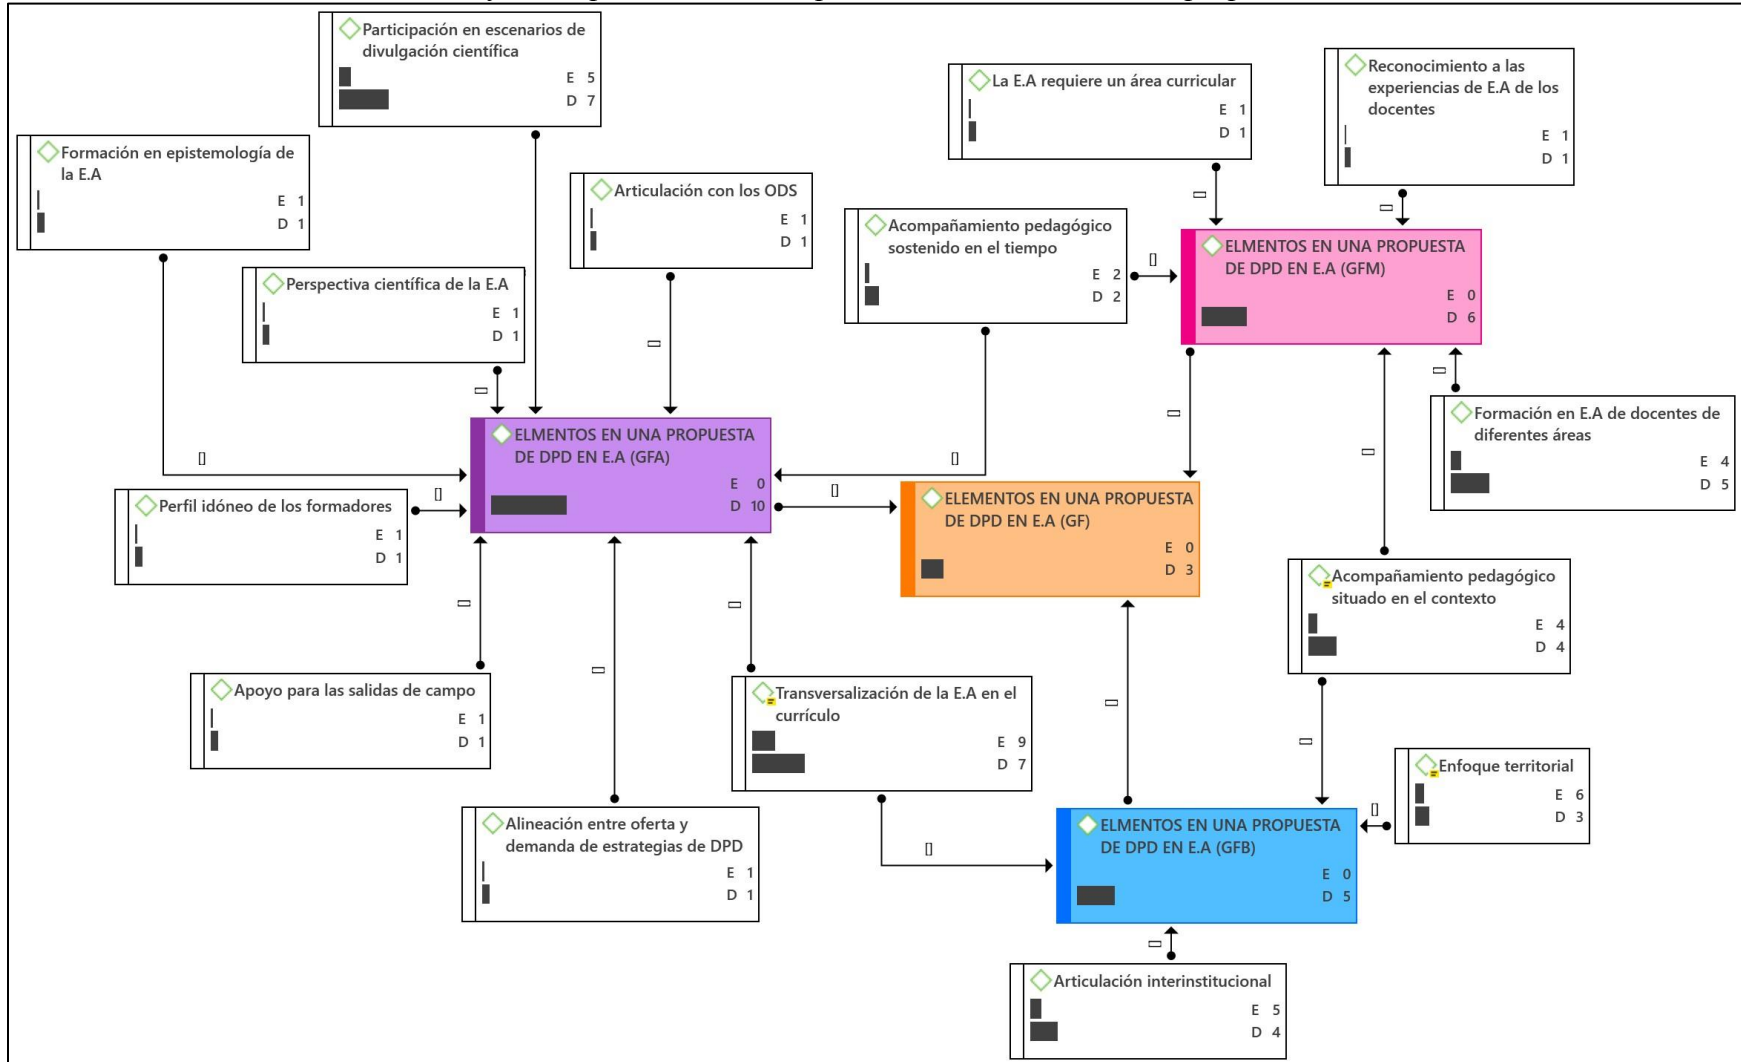 Participación en escenarios de
divulgación científica
E 5
D 7
La E.A requiere un área curricular
E 1
D 1
Reconocimiento a las
experiencias de E.A de los
docentes
E 1
D 1
Formación en epistemología de
la E.A
E 1
D 1
Articulación con los ODS
E 1
D 1
Acompañamiento pedagógico
sostenido en el tiempo
E 2
D 2
[]
ELMENTOS EN UNA PROPUESTA
DE DPD EN E.A (GFM)
E 0
D 6
Perspectiva científica de la E.A
E 1
D 1
ELMENTOS EN UNA PROPUESTA
DE DPD EN E.A (GFA)
E 0
D 10
[]
[]
[]
[]
Formación en E.A de docentes de
diferentes áreas
E 4
D 5
Perfil idóneo de los formadores
E 1
D 1
ELEMENTOS EN UNA PROPUESTA
DE DPD EN E.A (GF)
E 0
D 3
Acompañamiento pedagógico
situado en el contexto
E 4
D 4
Apoyo para las salidas de campo
E 1
D 1
Transversalización de la E.A en el
currículo
E 9
D 7
Enfoque territorial
E 6
D 3
[]
Alineación entre oferta y
demanda de estrategias de DPD
E 1
D 1
[]
ELMENTOS EN UNA PROPUESTA
DE DPD EN E.A (GFB)
E 0
D 5
Articulación interinstitucional
E 5
D 4